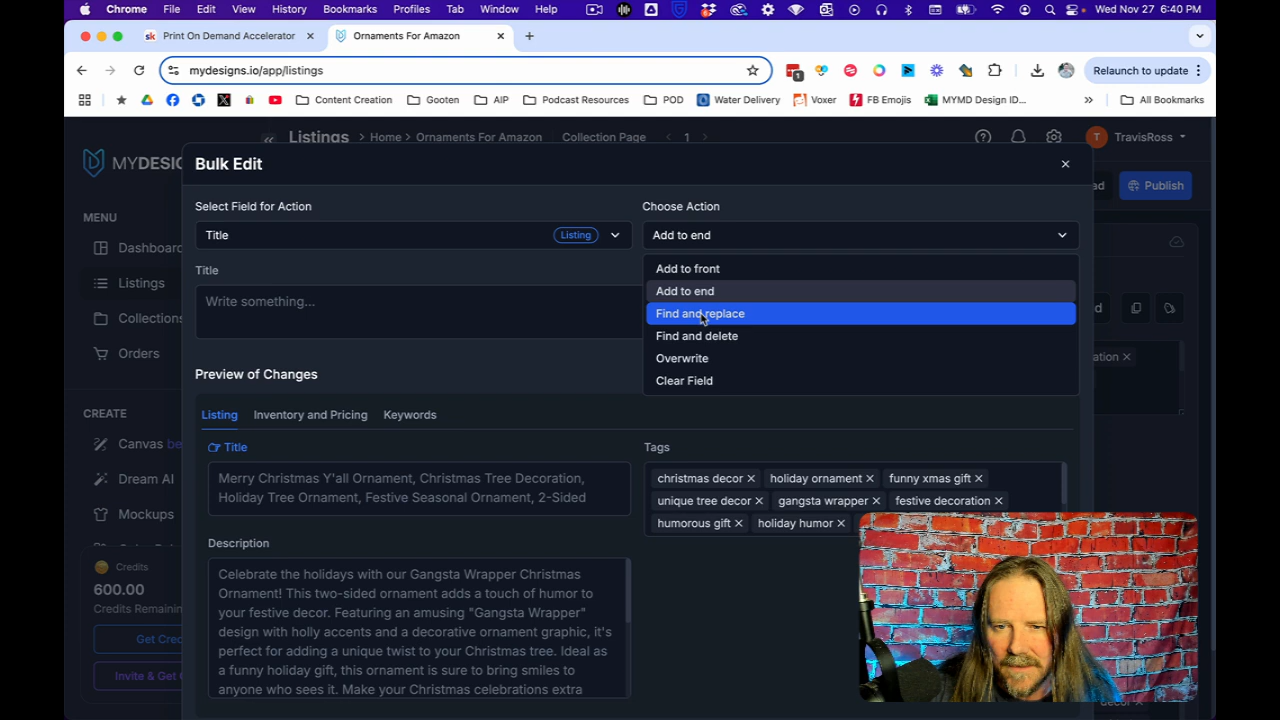 Chrome File Edit View History Bookmarks Profiles Tab Window Help Wed Nov 27 6:40 PM
Print On Demand Accelerator
Ornaments For Amazon
mydesigns.io/app/listings
Relaunch to update
Content Creation Gooten AIP Podcast Resources POD Water Delivery Voxer FB Emojis MYMD Design ID... » All Bookmarks
Listings Home Ornaments For Amazon Collection Page 1
TravisRoss
MYDESIG
Bulk Edit
ad Publish
MENU
Dashboard
Listings
Collections
Orders
CREATE
Canvas be
Dream AI
Mockups
Credits
600.00
Credits Remainin
Get Cred
Invite & Get C
Select Field for Action
Title Listing
Choose Action
Add to end
Add to front
Add to end
Find and replace
Find and delete
Overwrite
Clear Field
Title
Write something...
Preview of Changes
Listing Inventory and Pricing Keywords
Title
Merry Christmas Y'all Ornament, Christmas Tree Decoration,
Holiday Tree Ornament, Festive Seasonal Ornament, 2-Sided
Description
Celebrate the holidays with our Gangsta Wrapper Christmas
Ornament! This two-sided ornament adds a touch of humor to
your festive decor. Featuring an amusing "Gangsta Wrapper"
design with holly accents and a decorative ornament graphic, it's
perfect for adding a unique twist to your Christmas tree. Ideal as
a funny holiday gift, this ornament is sure to bring smiles to
anyone who sees it. Make your Christmas celebrations extra
Tags
christmas decor holiday ornament funny xmas gift
unique tree decor gangsta wrapper festive decoration
humorous gift holiday humor
d
ation